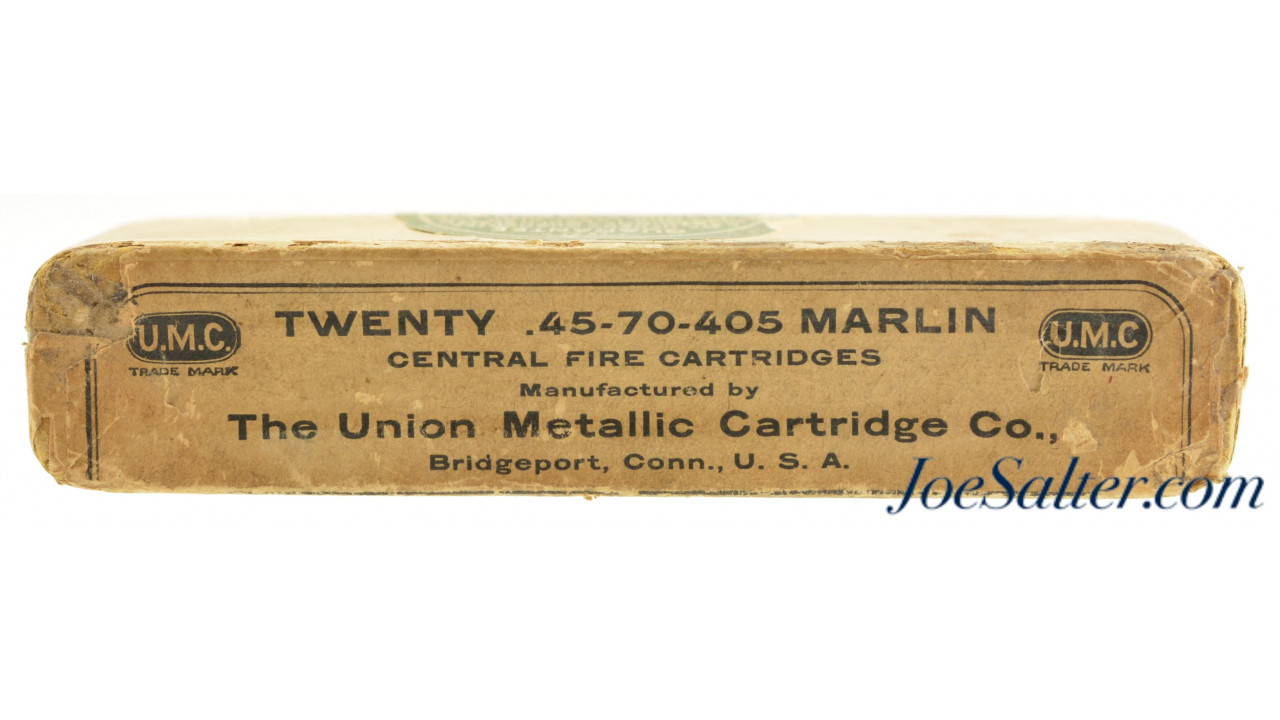 TWENTY .45-70-405 MARLIN
U.M.C.
TRADE MARK
U.M.C
TRADE MARK
CENTRAL FIRE CARTRIDGES
Manufactured by
The Union Metallic Cartridge Co.,
Bridgeport, Conn., U. S. A.
JoeSalter.com